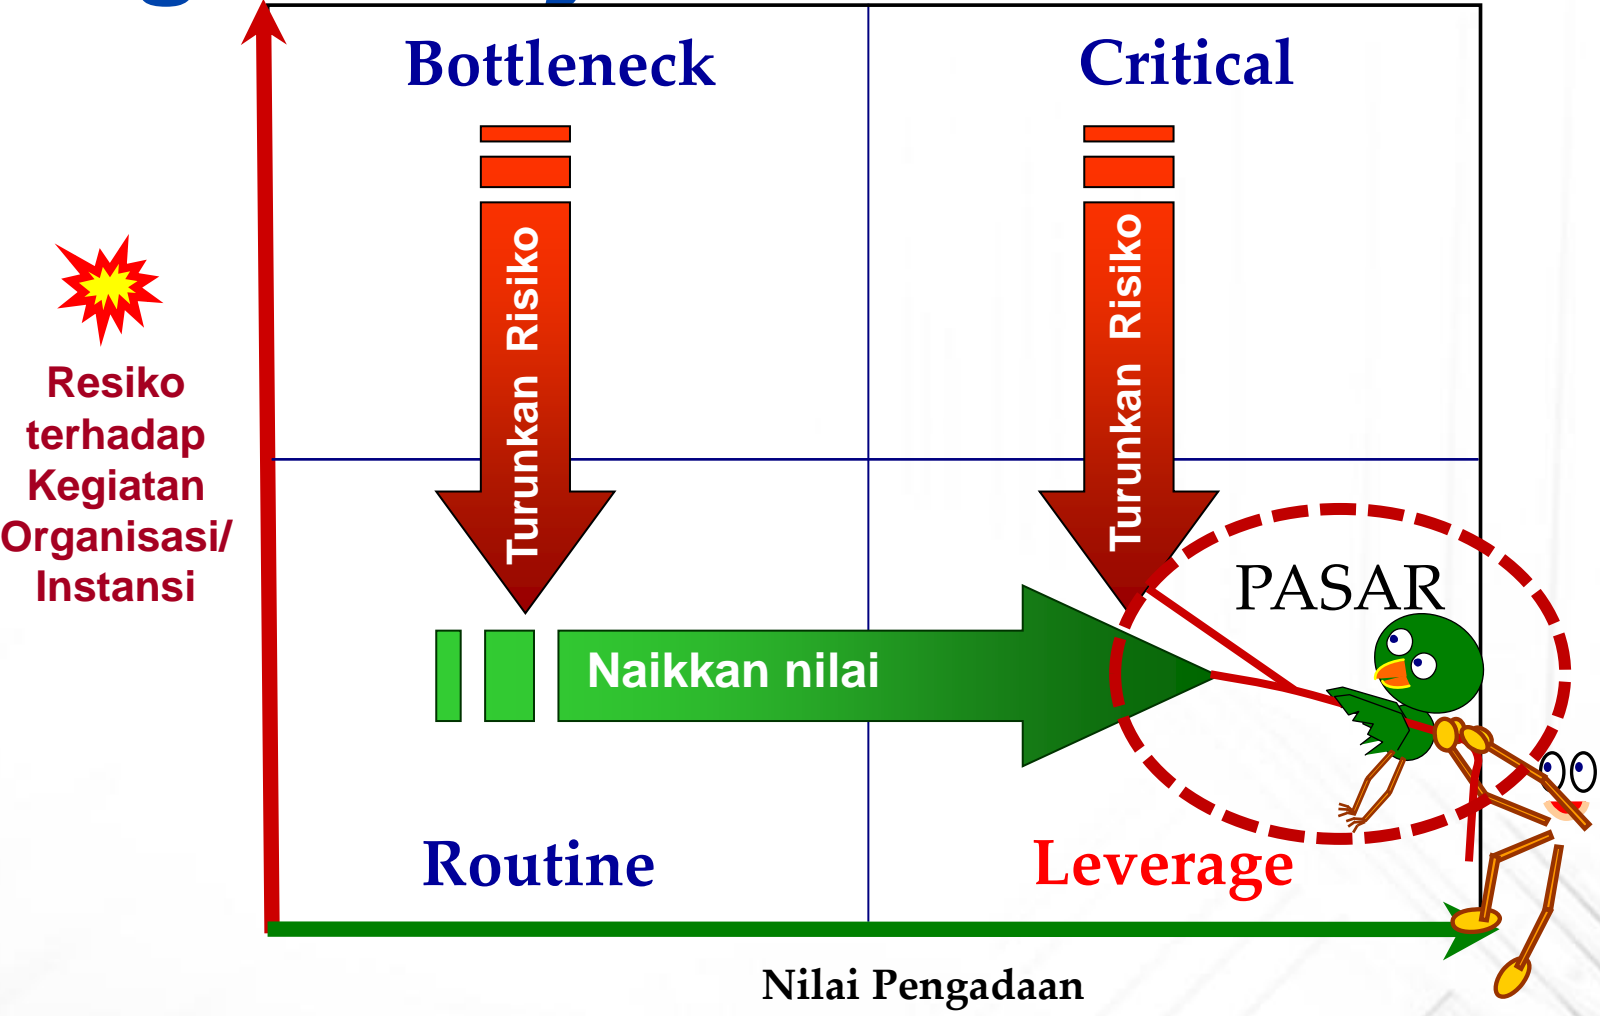 Bottleneck
Critical
Turunkan Risiko
Turunkan Risiko
Resiko
terhadap
Kegiatan
Organisasi/
Instansi
PASAR
Naikkan nilai
Routine
Leverage
Nilai Pengadaan